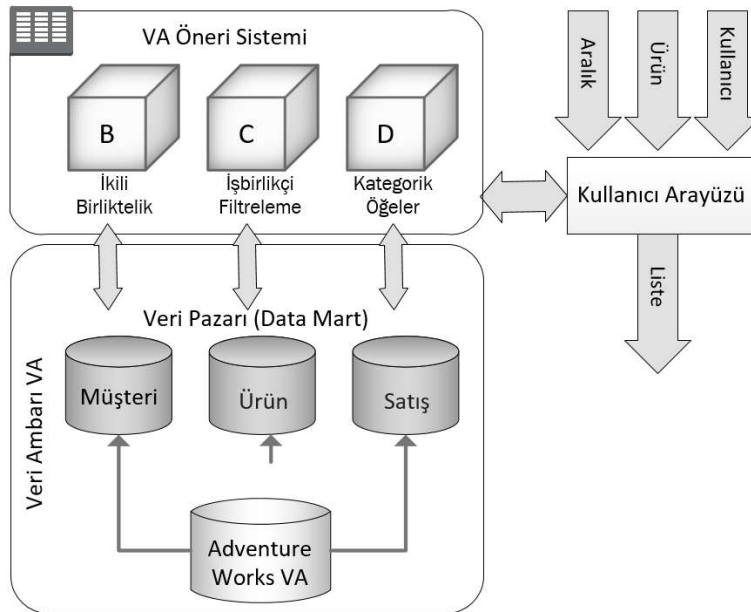 VA Öneri Sistemi
B
C
D
İkili
Birliktelik
İşbirlikçi
Filtreleme
Kategorik
Öğeler
Aralık
Ürün
Kullanıcı
Kullanıcı Arayüzü
Liste
Veri Ambarı VA
Veri Pazarı (Data Mart)
Müşteri
Ürün
Satış
Adventure
Works VA